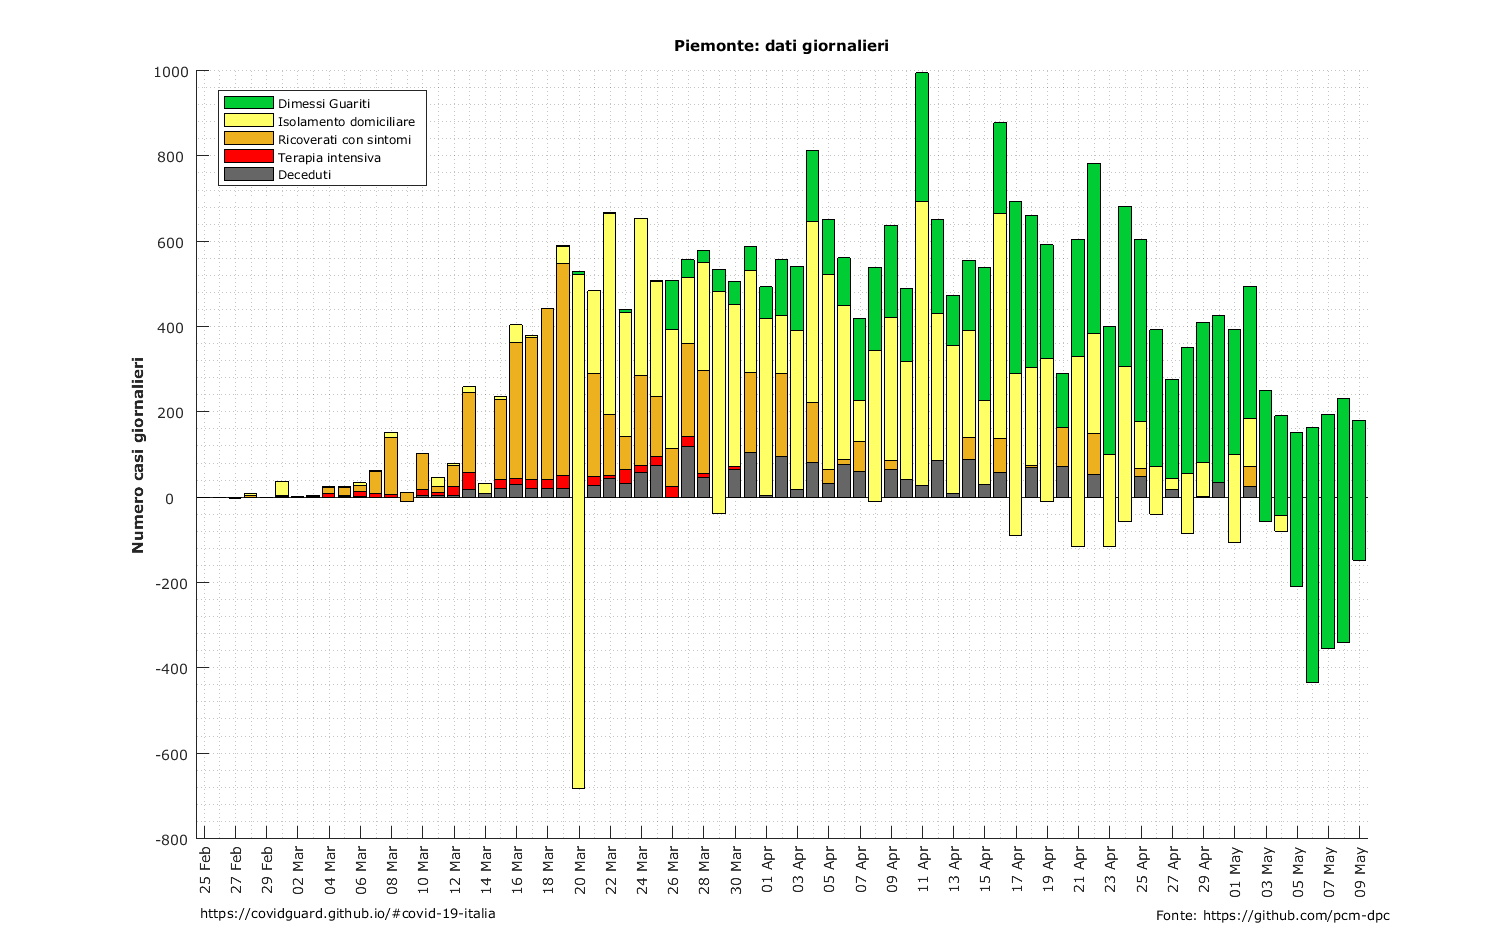 Piemonte: dati giornalieri
1000
800
600
400
200
0
-200
-400
-600
-800
Numero casi giornalieri
Dimessi Guariti
Isolamento domiciliare
Ricoverati con sintomi
Terapia intensiva
Deceduti
25 Feb
27 Feb
29 Feb
02 Mar
04 Mar
06 Mar
08 Mar
10 Mar
12 Mar
14 Mar
16 Mar
18 Mar
20 Mar
22 Mar
24 Mar
26 Mar
28 Mar
30 Mar
01 Apr
03 Apr
05 Apr
07 Apr
09 Apr
11 Apr
13 Apr
15 Apr
17 Apr
19 Apr
21 Apr
23 Apr
25 Apr
27 Apr
29 Apr
01 May
03 May
05 May
07 May
09 May
https://covidguard.github.io/#covid-19-italia
Fonte: https://github.com/pcm-dpc